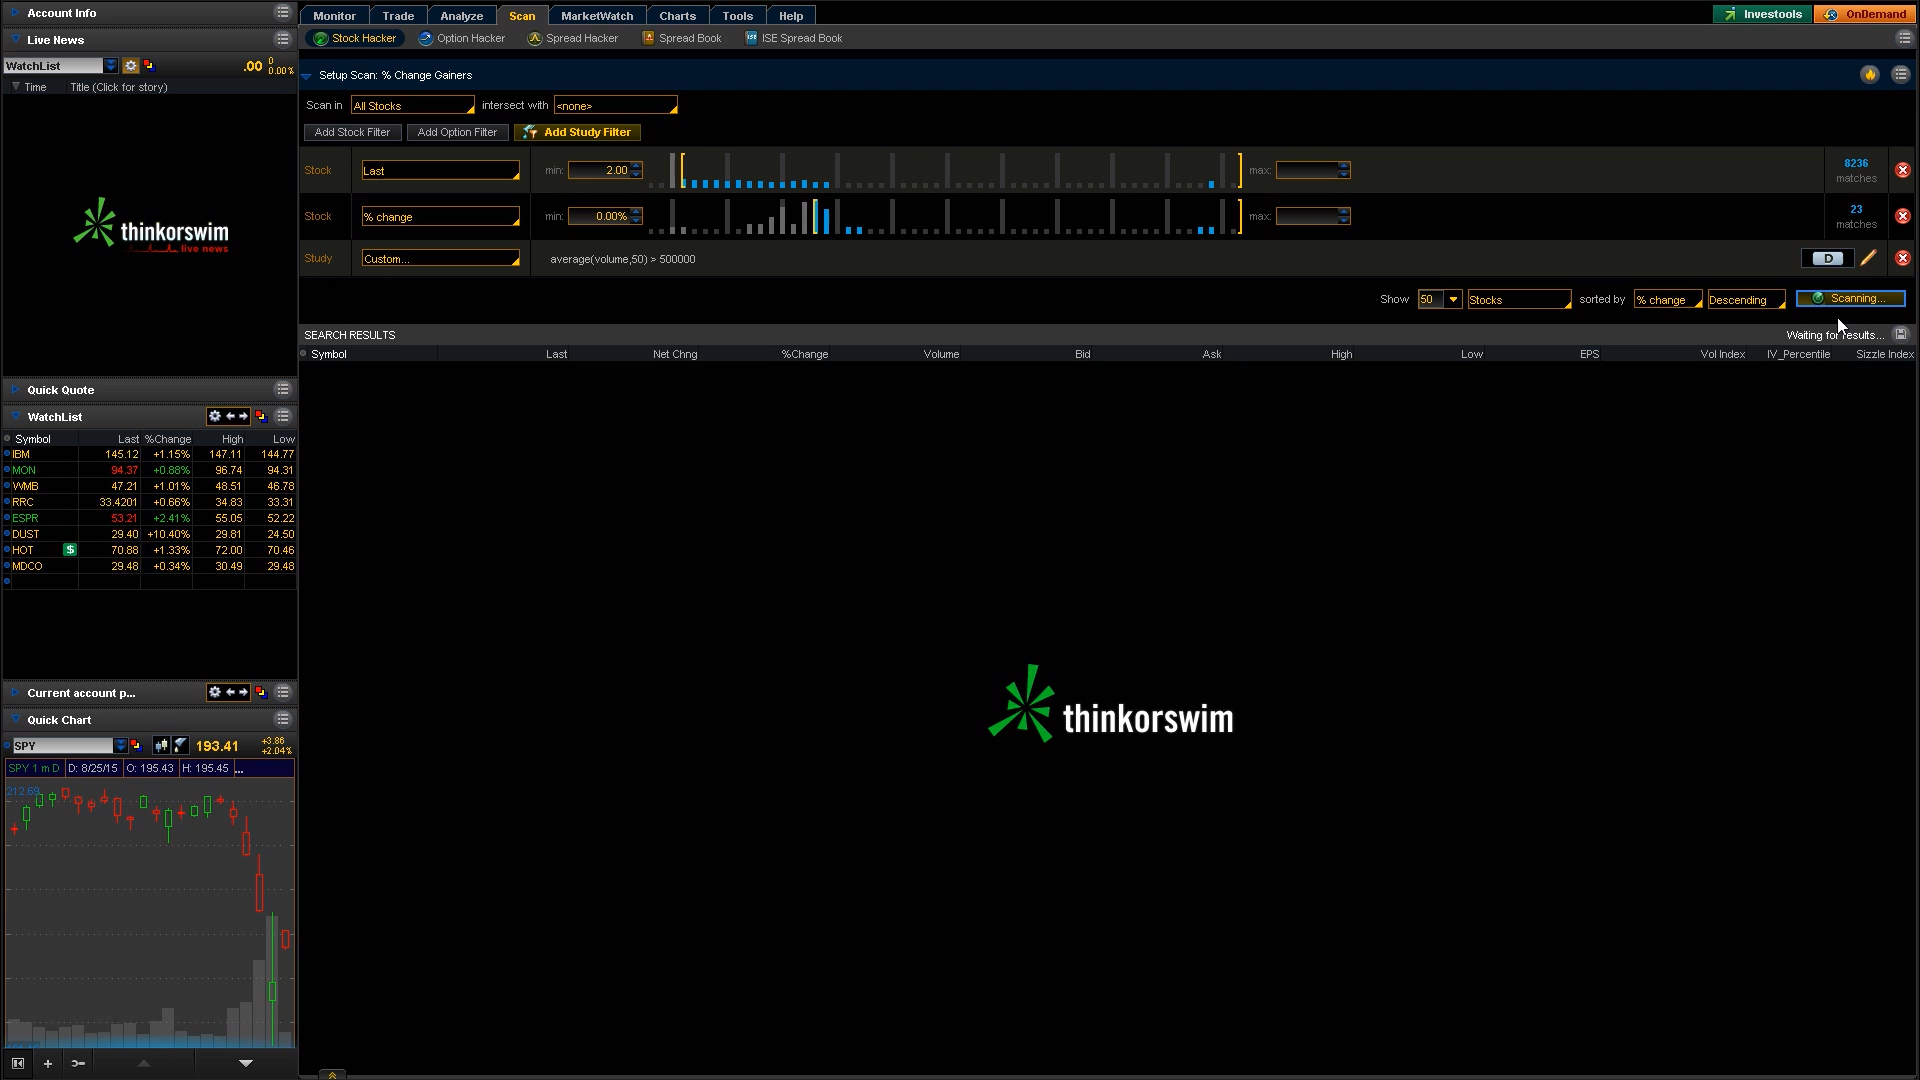 Account Info
Live News
WatchList .00 0 0.00%
Time Title (Click for story)
thinkorswim
live news
Quick Quote
WatchList
Symbol Last %Change High Low
IBM 145.12 +1.15% 147.11 144.77
MON 94.37 +0.88% 96.74 94.31
WMB 47.21 +1.01% 48.51 46.78
RRC 33.4201 +0.66% 34.83 33.31
ESPR 53.21 +2.41% 55.05 52.22
DUST 29.40 +10.40% 29.81 24.50
HOT $ 70.88 +1.33% 72.00 70.46
MDCO 29.48 +0.34% 30.49 29.48
Current account p...
Quick Chart
SPY 193.41 +3.86 +2.04%
SPY 1 m D D: 8/25/15 O: 195.43 H: 195.45 ...
212.69
Monitor Trade Analyze Scan MarketWatch Charts Tools Help Investools OnDemand
Stock Hacker Option Hacker Spread Hacker Spread Book ISE Spread Book
Setup Scan: % Change Gainers
Scan in All Stocks intersect with <none>
Add Stock Filter Add Option Filter Add Study Filter
Stock Last min: 2.00 max: 8236 matches
Stock % change min: 0.00% max: 23 matches
Study Custom... average(volume,50) > 500000 D
Show 50 Stocks sorted by % change Descending Scanning...
SEARCH RESULTS Waiting for results...
Symbol Last Net Chng %Change Volume Bid Ask High Low EPS Vol Index IV_Percentile Sizzle Index
thinkorswim